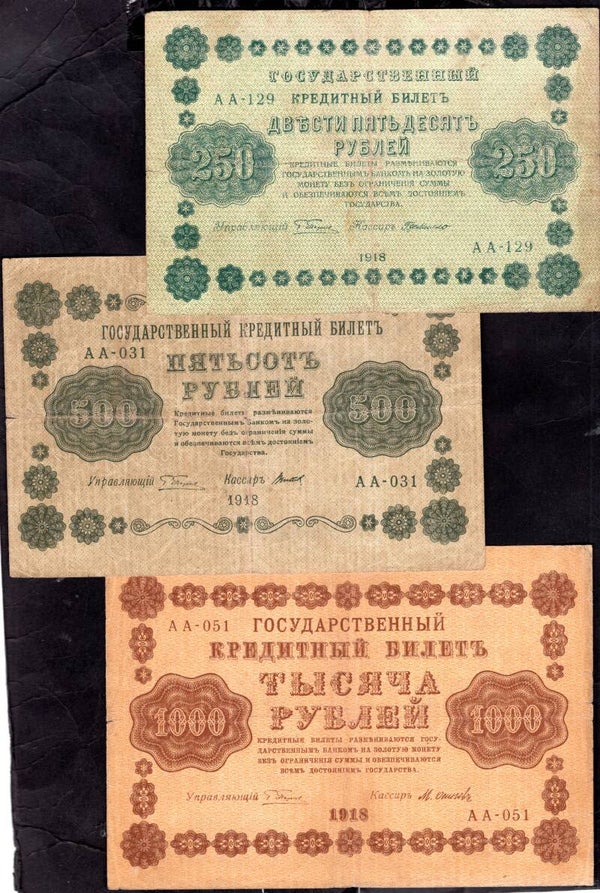 ГОСУДАРСТВЕННЫЙ
АА-129 КРЕДИТНЫЙ БИЛЕТЪ
ДВѢСТИ ПЯТЬДЕСЯТЪ
РУБЛЕЙ
250 250
КРЕДИТНЫЕ БИЛЕТЫ РАЗМѢНИВАЮТСЯ
ГОСУДАРСТВЕННЫМЪ БАНКОМЪ НА ЗОЛОТУЮ
МОНЕТУ БЕЗЪ ОГРАНИЧЕНІЯ СУММЫ
И ОБЕЗПЕЧИВАЮТСЯ ВСѢМЪ ДОСТОЯНІЕМЪ
ГОСУДАРСТВА.
Управляющій Кассиръ
АА-129
1918
ГОСУДАРСТВЕННЫЙ КРЕДИТНЫЙ БИЛЕТЪ
АА-031
ПЯТЬСОТЪ
РУБЛЕЙ
500 500
Кредитные билеты размѣниваются
Государственнымъ Банкомъ на золо-
тую монету безъ ограниченія суммы
и обезпечиваются всѣмъ достояніемъ
Государства.
Управляющій Кассиръ АА-031
1918
АА-051 ГОСУДАРСТВЕННЫЙ
КРЕДИТНЫЙ БИЛЕТЪ
ТЫСЯЧА
РУБЛЕЙ
1000 1000
КРЕДИТНЫЕ БИЛЕТЫ РАЗМѢНИВАЮТСЯ ГОСУ-
ДАРСТВЕННЫМЪ БАНКОМЪ НА ЗОЛОТУЮ МОНЕТУ
БЕЗЪ ОГРАНИЧЕНІЯ СУММЫ И ОБЕЗПЕЧИВАЮТСЯ
ВСѢМЪ ДОСТОЯНІЕМЪ ГОСУДАРСТВА.
Управляющій Кассиръ
1918 АА-051